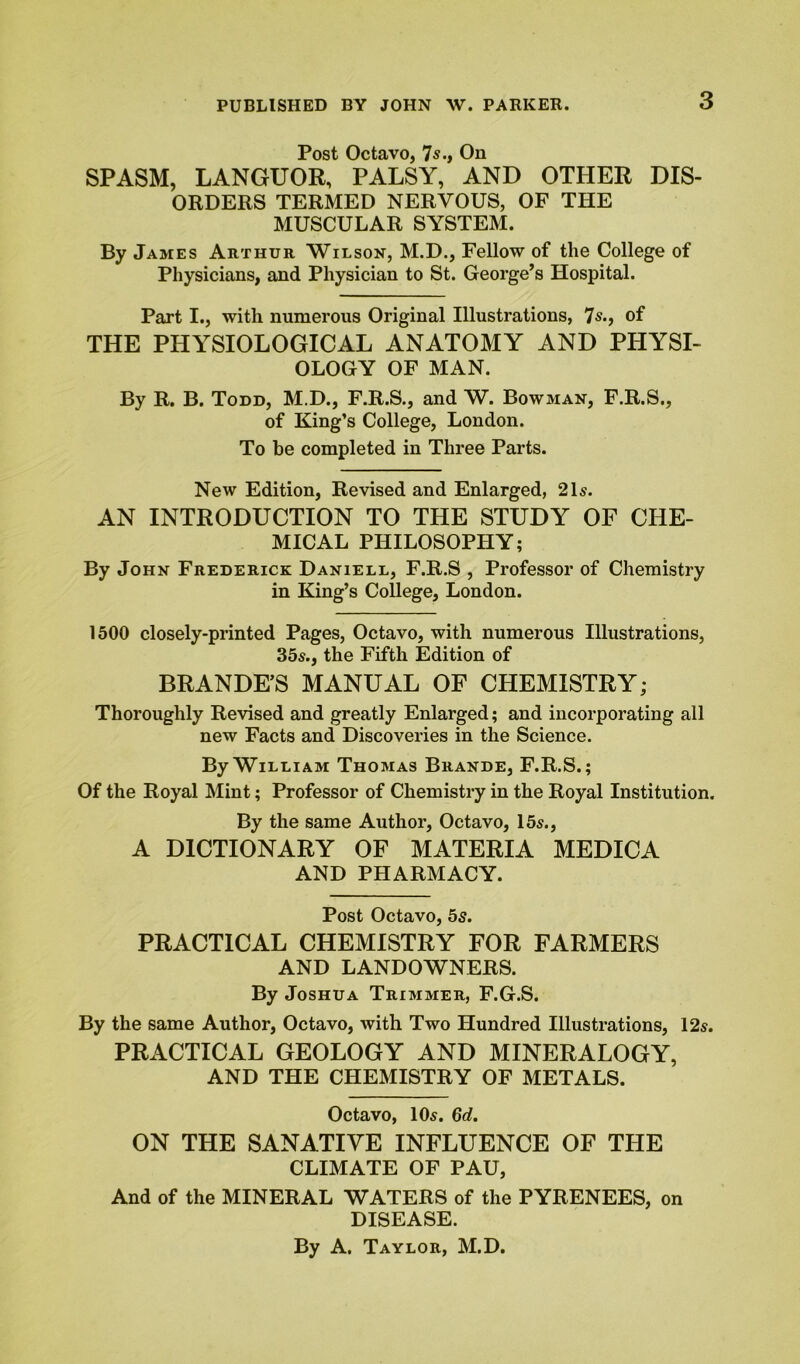 PUBLISHED BY JOHN W. PARKER. 3
Post Octavo, 7s., On
SPASM, LANGUOR, PALSY, AND OTHER DIS-
ORDERS TERMED NERVOUS, OF THE
MUSCULAR SYSTEM.
By James Arthur Wilson, M.D., Fellow of the College of
Physicians, and Physician to St. George's Hospital.
Part I., with numerous Original Illustrations, 7s., of
THE PHYSIOLOGICAL ANATOMY AND PHYSI-
OLOGY OF MAN.
By R. B. Todd, M.D., F.R.S., and W. Bowman, F.R.S.,
of King's College, London.
To be completed in Three Parts.
New Edition, Revised and Enlarged, 21s.
AN INTRODUCTION TO THE STUDY OF CHE-
MICAL PHILOSOPHY;
By John Frederick Daniell, F.R.S , Professor of Chemistry
in King's College, London.
1500 closely-printed Pages, Octavo, with numerous Illustrations,
35s., the Fifth Edition of
BRANDE'S MANUAL OF CHEMISTRY;
Thoroughly Revised and greatly Enlarged; and incorporating all
new Facts and Discoveries in the Science.
By William Thomas Brande, F.R.S.;
Of the Royal Mint; Professor of Chemistry in the Royal Institution.
By the same Author, Octavo, 15s.,
A DICTIONARY OF MATERIA MEDICA
AND PHARMACY.
Post Octavo, 5s.
PRACTICAL CHEMISTRY FOR FARMERS
AND LANDOWNERS.
By Joshua Trimmer, F.G.S.
By the same Author, Octavo, with Two Hundred Illustrations, 12s.
PRACTICAL GEOLOGY AND MINERALOGY,
AND THE CHEMISTRY OF METALS.
Octavo, 10s. 6d.
ON THE SANATIVE INFLUENCE OF THE
CLIMATE OF PAU,
And of the MINERAL WATERS of the PYRENEES, on
DISEASE.
By A. Taylor, M.D.